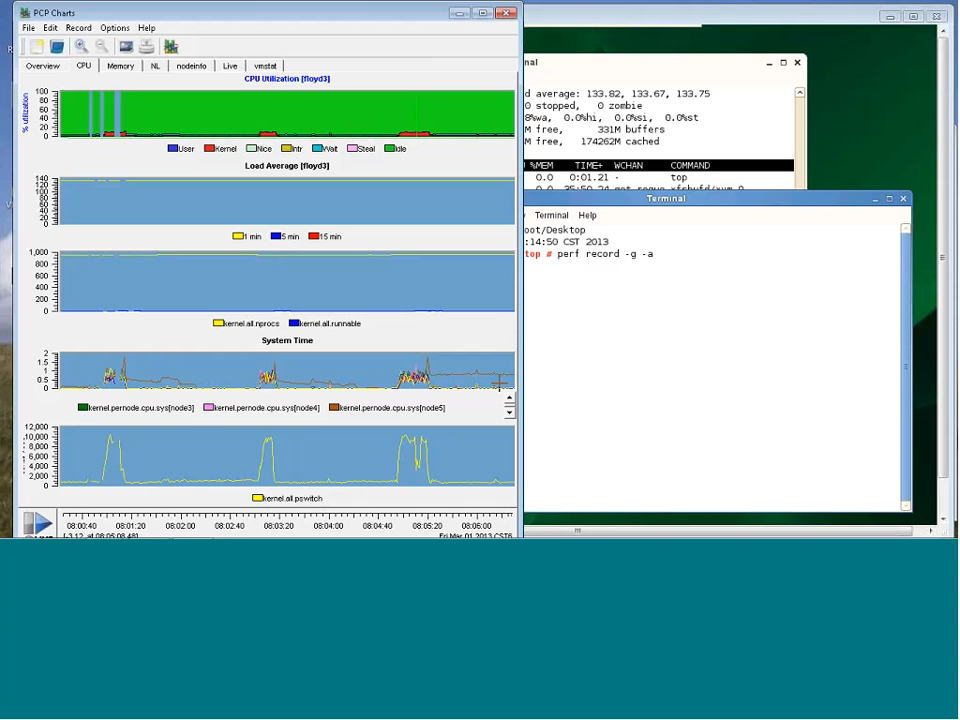 PCP Charts
File Edit Record Options Help
Overview CPU Memory NL nodeinfo Live vmstat
CPU Utilization [floyd3]
% utilization
100
80
60
40
20
0
User Kernel Nice Intr Wait Steal Idle
Load Average [floyd3]
140
120
100
80
60
40
20
0
1 min 5 min 15 min
1,000
800
600
400
200
0
kernel.all.nprocs kernel.all.runnable
System Time
2
1.5
1
0.5
0
kernel.pernode.cpu.sys[node3] kernel.pernode.cpu.sys[node4] kernel.pernode.cpu.sys[node5]
12,000
10,000
8,000
6,000
4,000
2,000
0
kernel.all.pswitch
08:00:40 08:01:20 08:02:00 08:02:40 08:03:20 08:04:00 08:04:40 08:05:20 08:06:00
Fri Mar 01 2013 CST6
nal
d average: 133.82, 133.67, 133.75
0 stopped, 0 zombie
8%wa, 0.0%hi, 0.0%si, 0.0%st
M free, 331M buffers
M free, 174262M cached
%MEM TIME+ WCHAN COMMAND
0.0 0:01.21 - top
Terminal
Terminal Help
oot/Desktop
:14:50 CST 2013
top # perf record -g -a